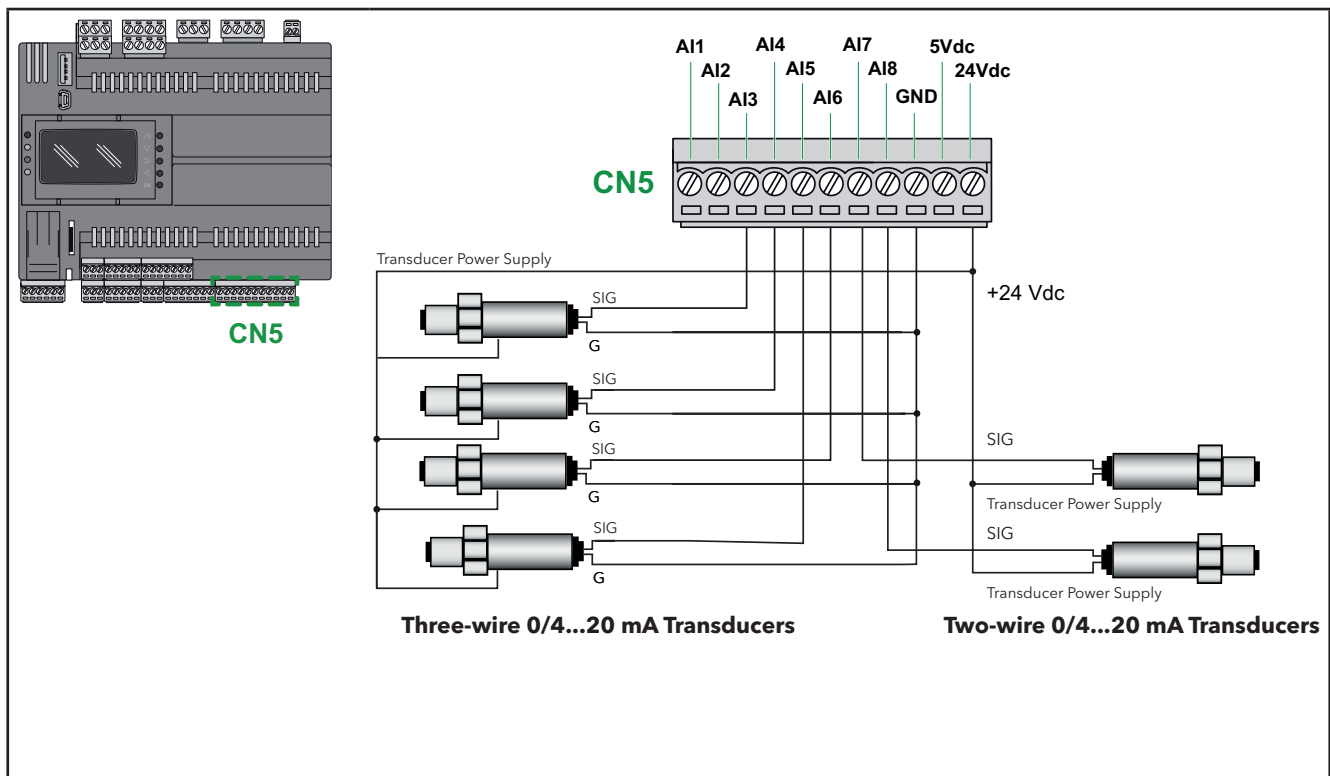 AI1
AI4
AI7
5Vdc
AI2
AI5
AI8
24Vdc
AI3
AI6
GND
CN5
CN5
Transducer Power Supply
+24 Vdc
SIG
G
SIG
G
SIG
G
SIG
G
SIG
Transducer Power Supply
SIG
Transducer Power Supply
Three-wire 0/4...20 mA Transducers
Two-wire 0/4...20 mA Transducers